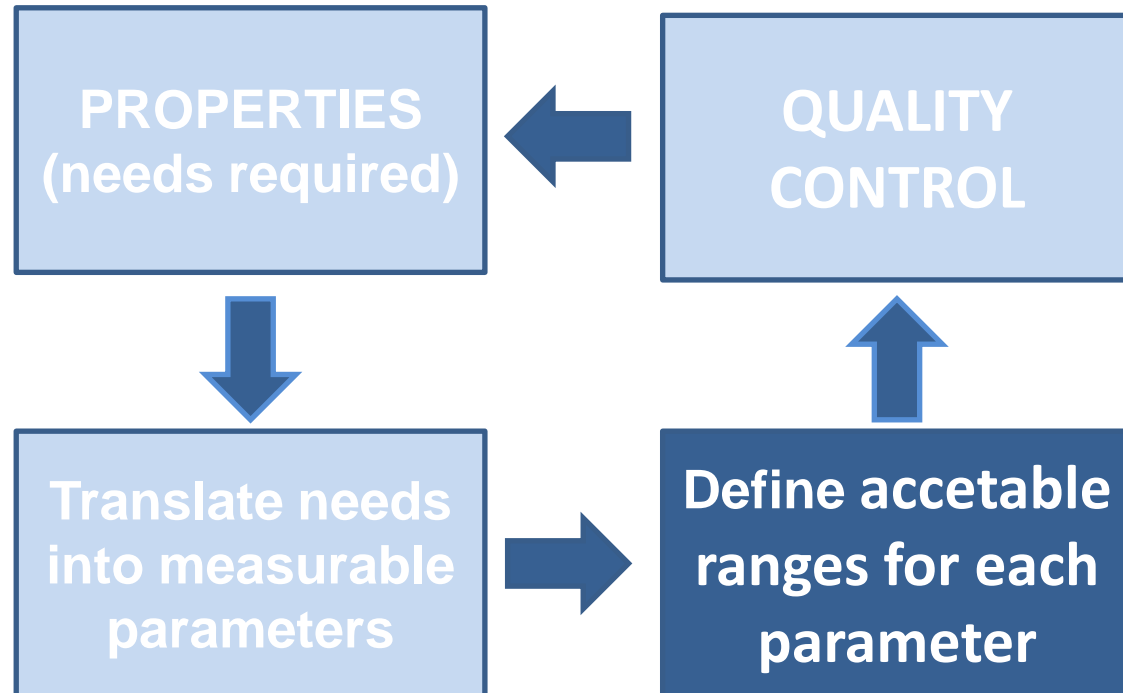 PROPERTIES
(needs required)
QUALITY
CONTROL
Translate needs
into measurable
parameters
Define accetable
ranges for each
parameter